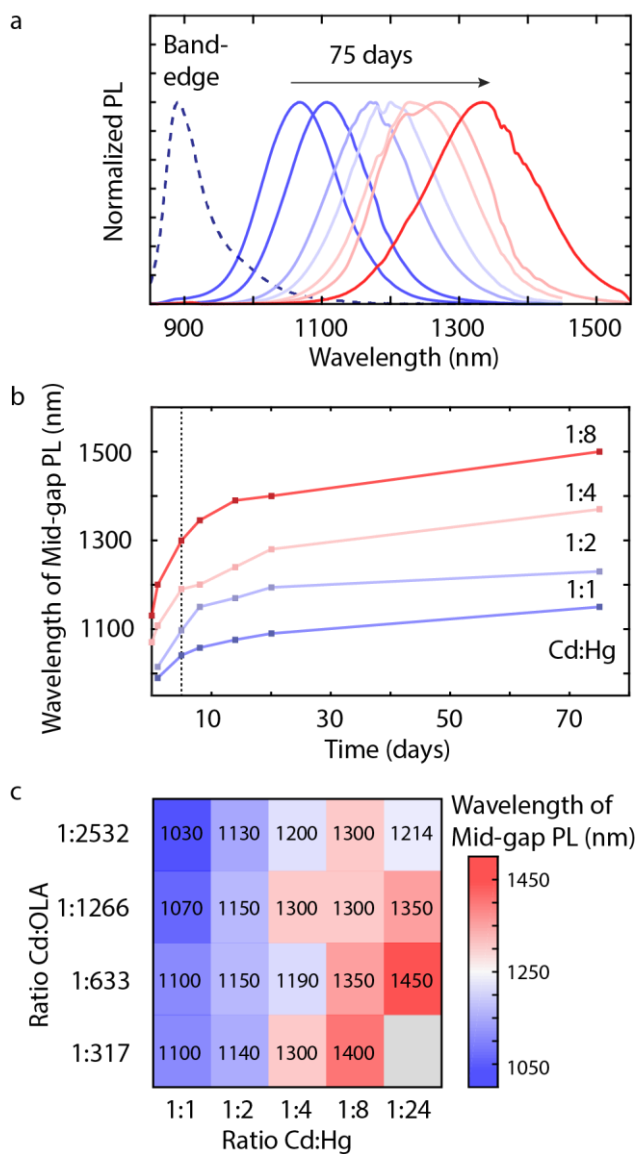 a
Band-
edge
75 days
Normalized PL
900 1100 1300 1500
Wavelength (nm)
b
Wavelength of Mid-gap PL (nm)
1500
1300
1100
1:8
1:4
1:2
1:1
Cd:Hg
10 30 50 70
Time (days)
c
Wavelength of
Mid-gap PL (nm)
Ratio Cd:OLA
1:2532 1030 1130 1200 1300 1214
1:1266 1070 1150 1300 1300 1350
1:633 1100 1150 1190 1350 1450
1:317 1100 1140 1300 1400
1:1 1:2 1:4 1:8 1:24
Ratio Cd:Hg
1450
1250
1050